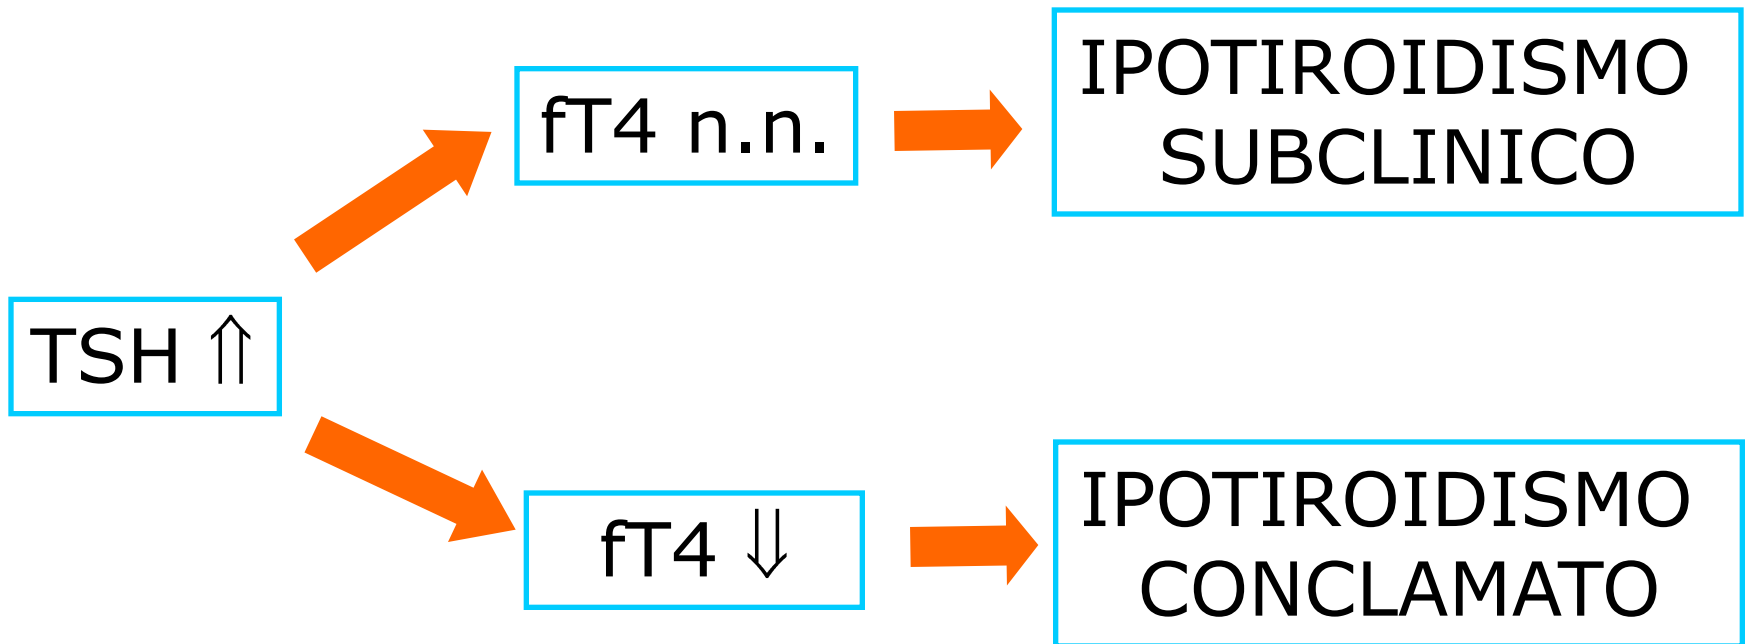 fT4 n.n.
IPOTIROIDISMO
SUBCLINICO
TSH ⇑
fT4 ⇓
IPOTIROIDISMO
CONCLAMATO